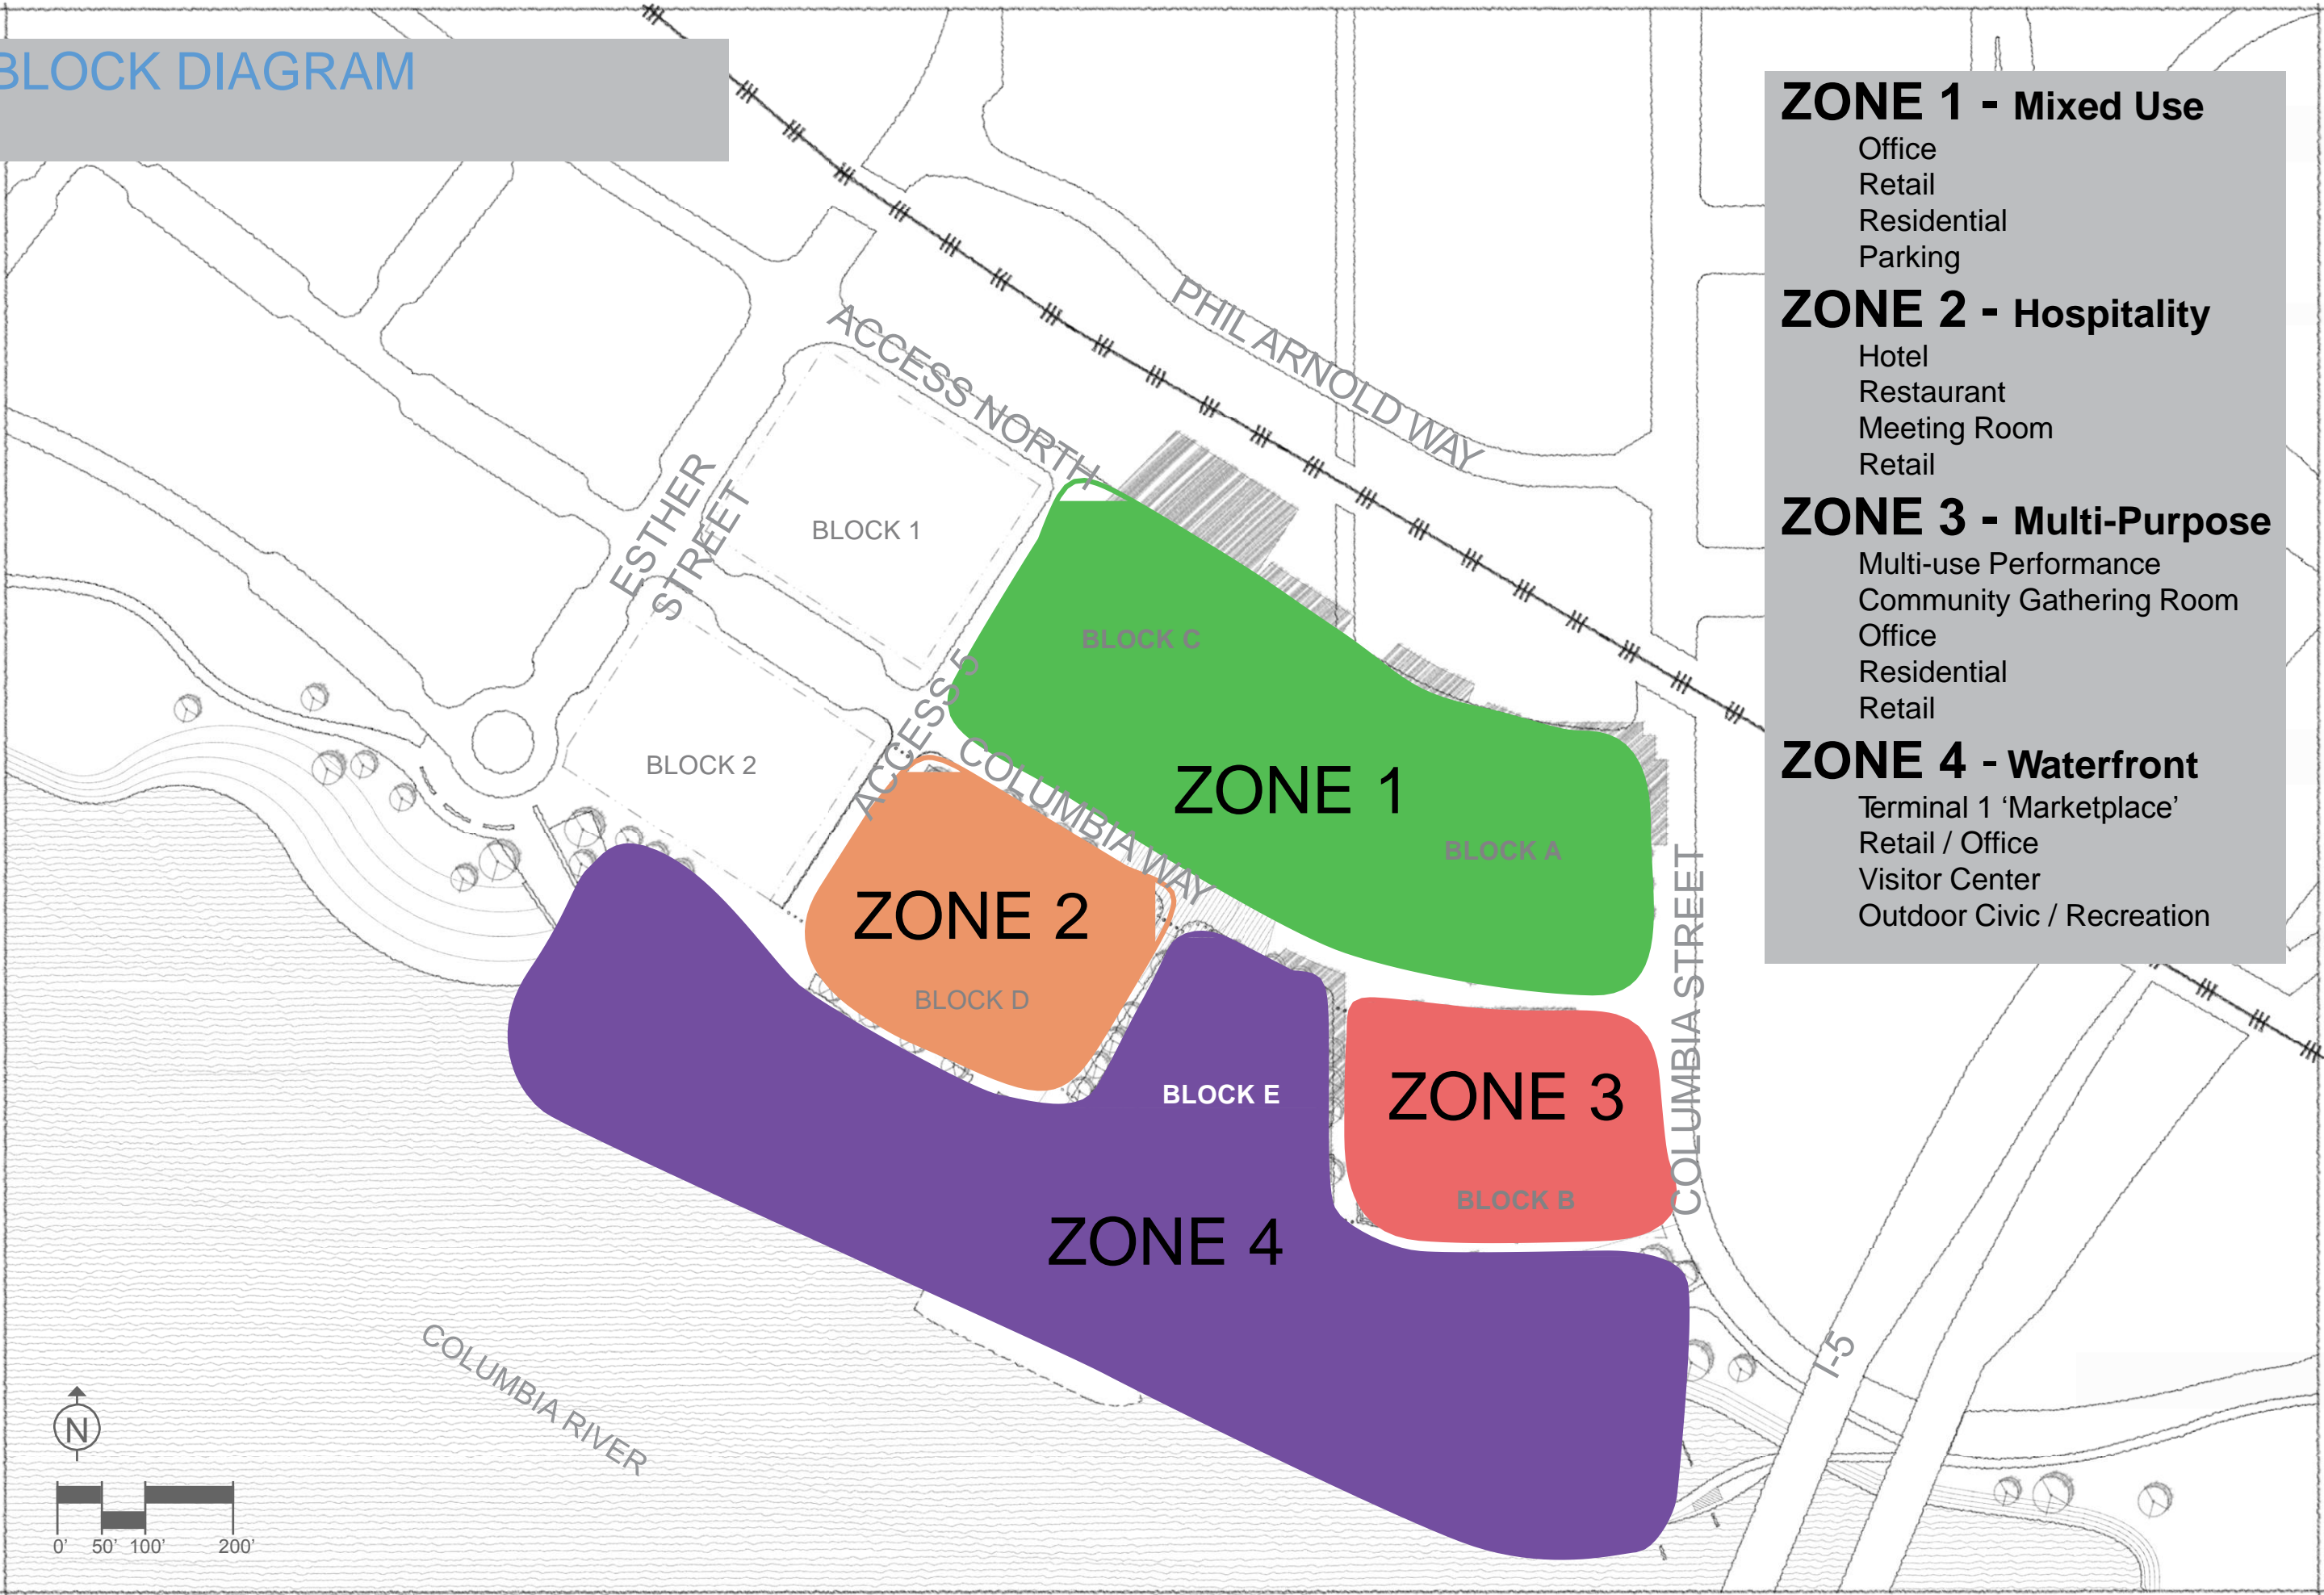 BLOCK DIAGRAM
ZONE 1 - Mixed Use
Office
Retail
Residential
Parking
ZONE 2 - Hospitality
Hotel
Restaurant
Meeting Room
Retail
ZONE 3 - Multi-Purpose
Multi-use Performance
Community Gathering Room
Office
Residential
Retail
ZONE 4 - Waterfront
Terminal 1 ‘Marketplace’
Retail / Office
Visitor Center
Outdoor Civic / Recreation
PHIL ARNOLD WAY
ACCESS NORTH
ESTHER
STREET
BLOCK 1
BLOCK C
ACCESS 5
BLOCK 2
COLUMBIA WAY
ZONE 1
BLOCK A
ZONE 2
BLOCK D
COLUMBIA STREET
BLOCK E
ZONE 3
BLOCK B
ZONE 4
COLUMBIA RIVER
I-5
N
0’ 50’ 100’ 200’